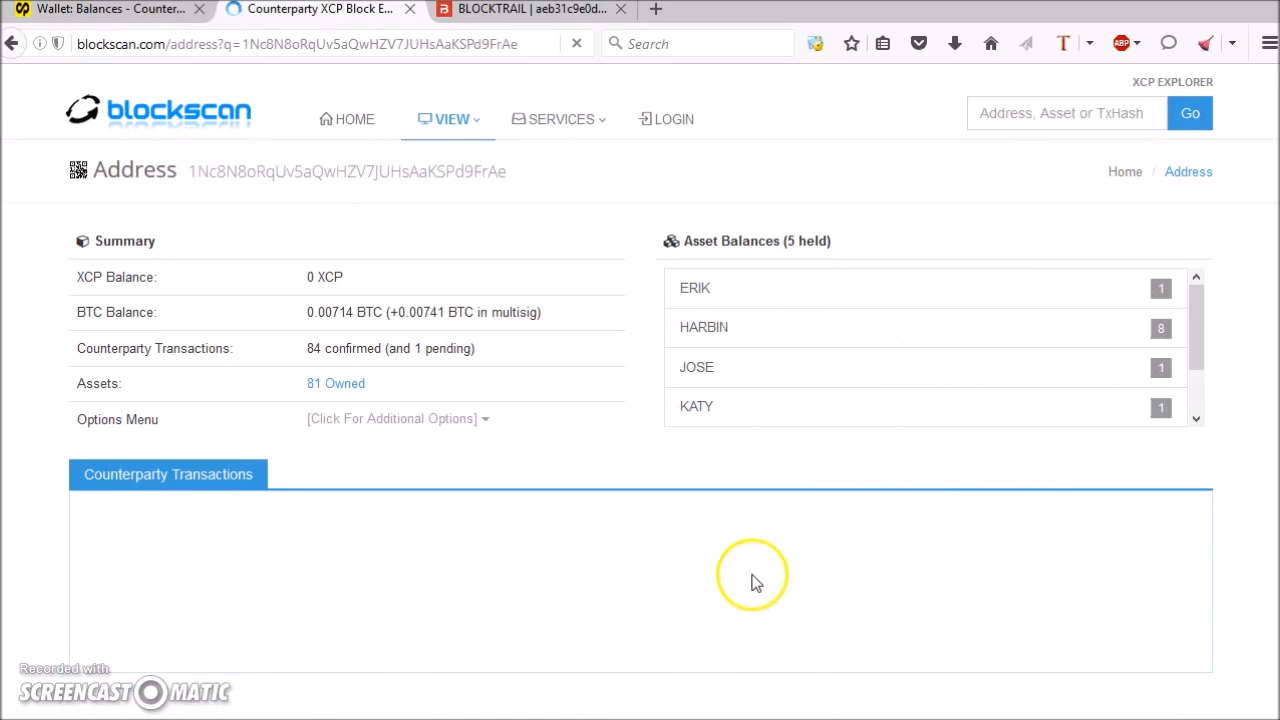 Wallet: Balances - Counter...
Counterparty XCP Block E...
BLOCKTRAIL | aeb31c9e0d...
blockscan.com/address?q=1Nc8N8oRqUv5aQwHZV7JUHsAaKSPd9FrAe
Search
ABP
XCP EXPLORER
blockscan
HOME
VIEW
SERVICES
LOGIN
Address, Asset or TxHash
Go
Address 1Nc8N8oRqUv5aQwHZV7JUHsAaKSPd9FrAe
Home / Address
Summary
XCP Balance: 0 XCP
BTC Balance: 0.00714 BTC (+0.00741 BTC in multisig)
Counterparty Transactions: 84 confirmed (and 1 pending)
Assets: 81 Owned
Options Menu [Click For Additional Options]
Asset Balances (5 held)
ERIK 1
HARBIN 8
JOSE 1
KATY 1
Counterparty Transactions
Recorded with
SCREENCAST-O-MATIC